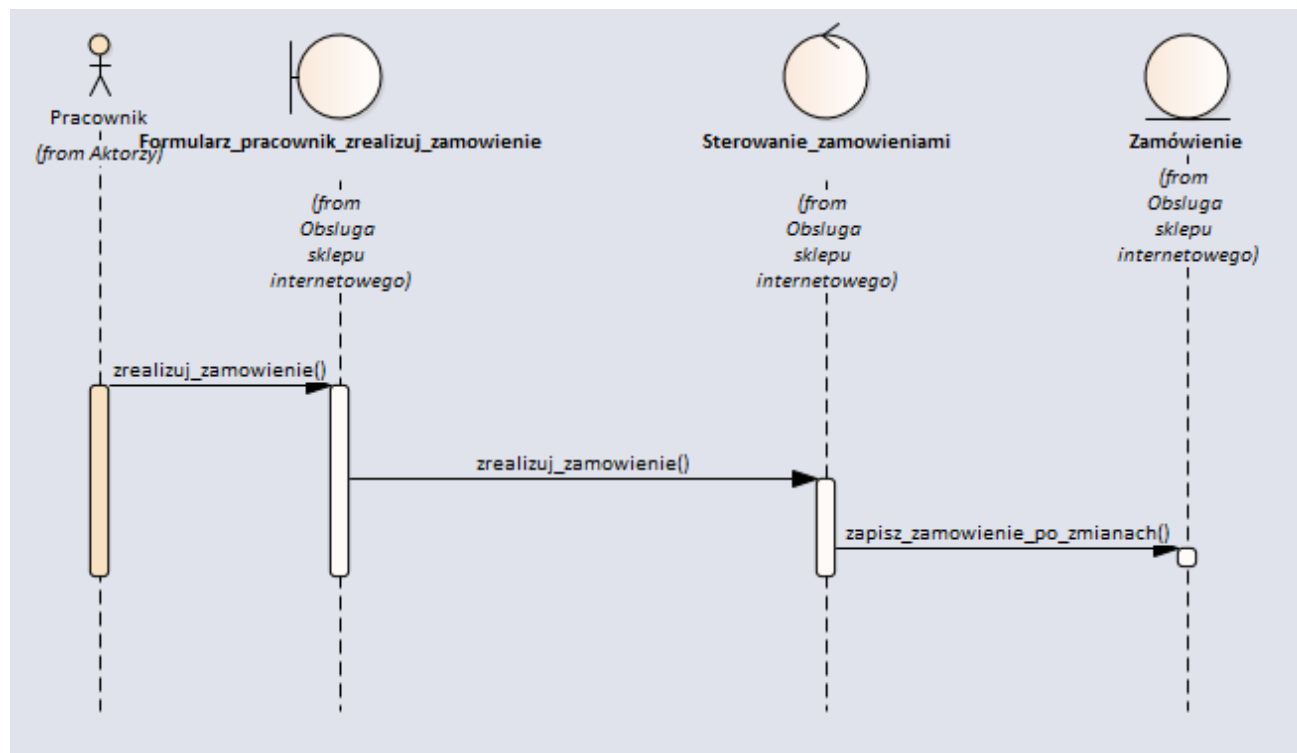 Pracownik
(from Aktorzy)
Formularz_pracownik_zrealizuj_zamowienie
(from
Obsluga
sklepu
internetowego)
Sterowanie_zamowieniami
(from
Obsluga
sklepu
internetowego)
Zamówienie
(from
Obsluga
sklepu
internetowego)
zrealizuj_zamowienie()
zrealizuj_zamowienie()
zapisz_zamowienie_po_zmianach()